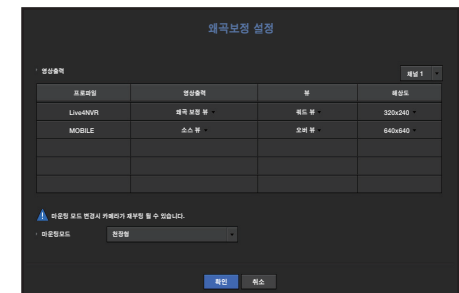 왜곡보정 설정
영상출력
채널 1
프로파일 영상출력 뷰 해상도
Live4NVR 왜곡 보정 뷰 쿼드 뷰 320x240
MOBILE 소스 뷰 오버 뷰 640x640
마운팅 모드 변경시 카메라가 재부팅 될 수 있습니다.
마운팅모드 천장형
확인 취소